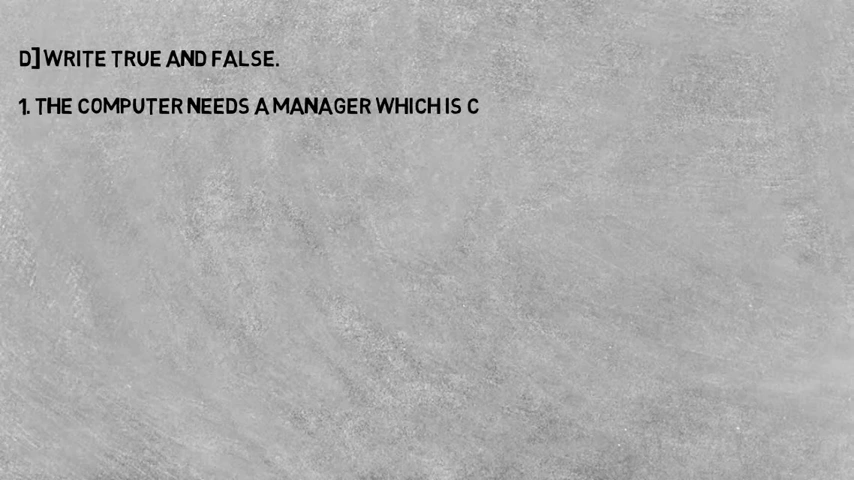 D] WRITE TRUE AND FALSE.
1. THE COMPUTER NEEDS A MANAGER WHICH IS C